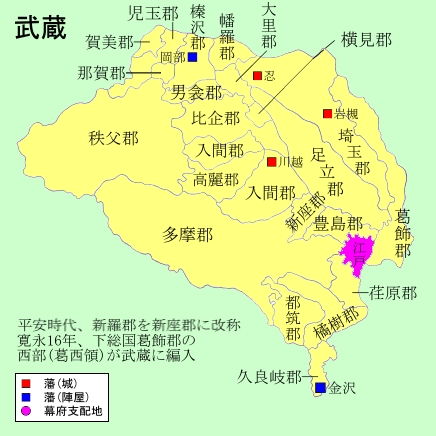 武蔵
児玉郡
榛沢郡
幡羅郡
大里郡
横見郡
賀美郡
那賀郡
岡部
忍
男衾郡
比企郡
岩槻
埼玉郡
秩父郡
入間郡
川越
足立郡
高麗郡
入間郡
新座郡
葛飾郡
豊島郡
多摩郡
江戸
荏原郡
都筑郡
橘樹郡
久良岐郡
金沢
平安時代、新羅郡を新座郡に改称
寛永16年、下総国葛飾郡の
西部(葛西領)が武蔵に編入
藩(城)
藩(陣屋)
幕府支配地